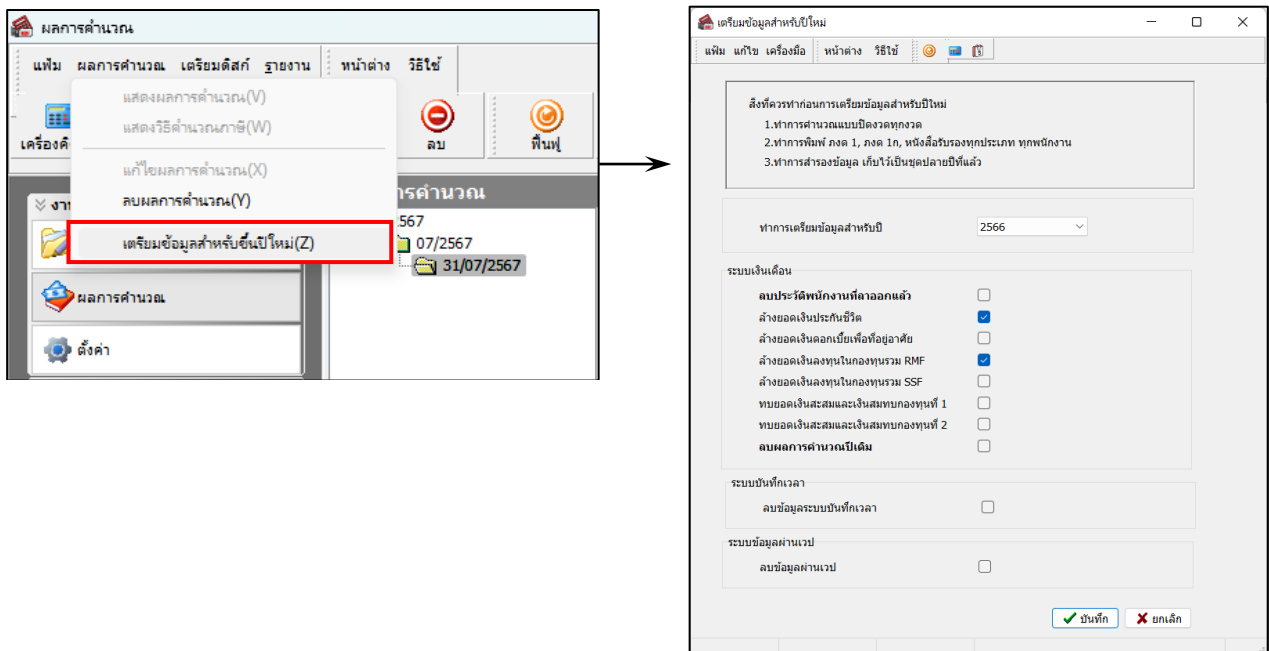 ผลการคำนวณ
แฟ้ม ผลการคำนวณ เตรียมดิสก์ รายงาน หน้าต่าง วิธีใช้
แสดงผลการคำนวณ(V)
แสดงวิธีคำนวณภาษี(W)
แก้ไขผลการคำนวณ(X)
ลบผลการคำนวณ(Y)
เตรียมข้อมูลสำหรับขึ้นปีใหม่(Z)
เครื่องคิ ลบ ฟื้นฟู
รคำนวณ
567
07/2567
31/07/2567
งา
ผลการคำนวณ
ตั้งค่า
เตรียมข้อมูลสำหรับปีใหม่
แฟ้ม แก้ไข เครื่องมือ หน้าต่าง วิธีใช้
สิ่งที่ควรทำก่อนการเตรียมข้อมูลสำหรับปีใหม่
1.ทำการคำนวณแบบปิดงวดทุกงวด
2.ทำการพิมพ์ ภงด 1, ภงด 1ก, หนังสือรับรองทุกประเภท ทุกพนักงาน
3.ทำการสำรองข้อมูล เก็บไว้เป็นชุดปลายปีที่แล้ว
ทำการเตรียมข้อมูลสำหรับปี 2566
ระบบเงินเดือน
ลบประวัติพนักงานที่ลาออกแล้ว
ล้างยอดเงินประกันชีวิต
ล้างยอดเงินดอกเบี้ยเพื่อที่อยู่อาศัย
ล้างยอดเงินลงทุนในกองทุนรวม RMF
ล้างยอดเงินลงทุนในกองทุนรวม SSF
ทบยอดเงินสะสมและเงินสมทบกองทุนที่ 1
ทบยอดเงินสะสมและเงินสมทบกองทุนที่ 2
ลบผลการคำนวณปีเดิม
ระบบบันทึกเวลา
ลบข้อมูลระบบบันทึกเวลา
ระบบข้อมูลผ่านเวป
ลบข้อมูลผ่านเวป
บันทึก ยกเลิก